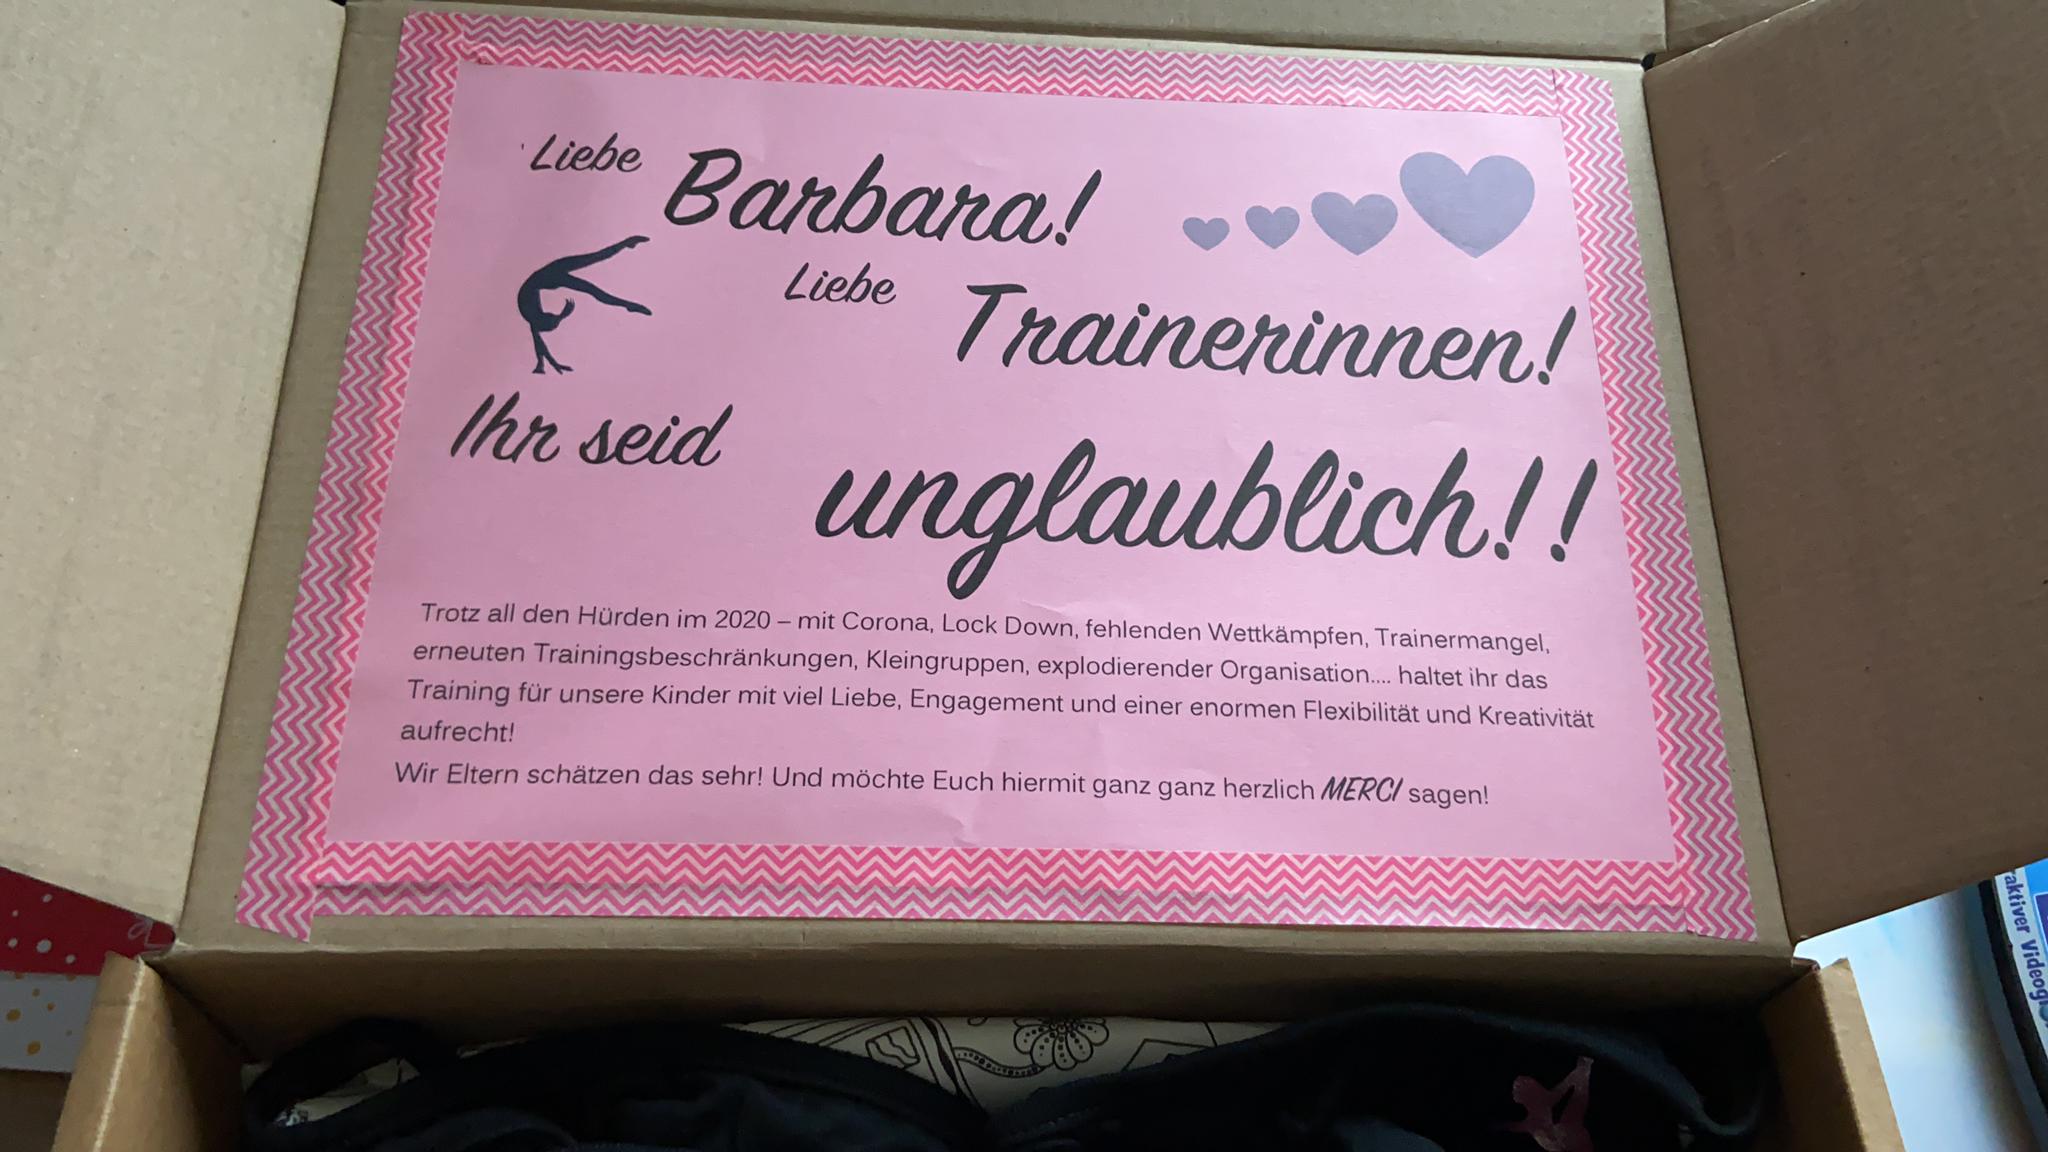 Liebe Barbara!
Liebe Trainerinnen!
Ihr seid
unglaublich!!
Trotz all den Hürden im 2020 – mit Corona, Lock Down, fehlenden Wettkämpfen, Trainermangel,
erneuten Trainingsbeschränkungen, Kleingruppen, explodierender Organisation.... haltet ihr das
Training für unsere Kinder mit viel Liebe, Engagement und einer enormen Flexibilität und Kreativität
aufrecht!
Wir Eltern schätzen das sehr! Und möchte Euch hiermit ganz ganz herzlich MERCI sagen!